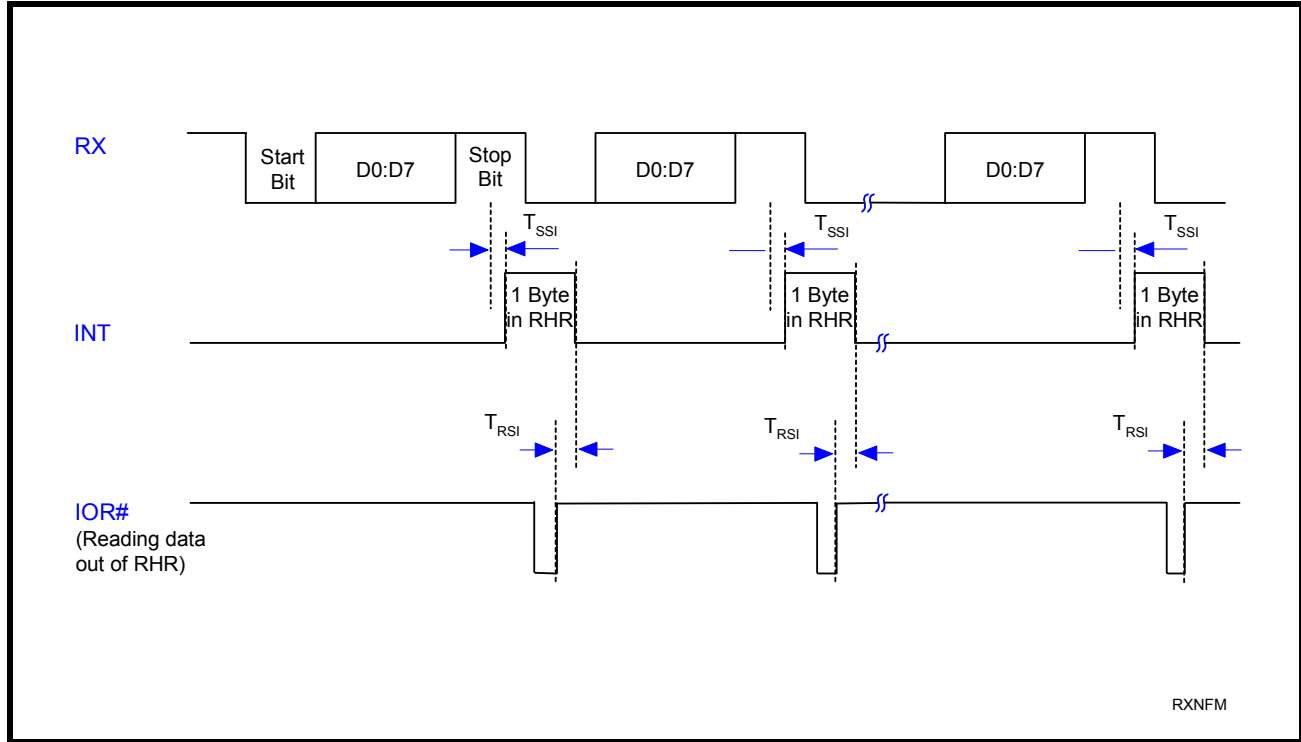 RX
Start
Bit
D0:D7
Stop
Bit
D0:D7
D0:D7
TSSI
TSSI
TSSI
INT
1 Byte
in RHR
1 Byte
in RHR
1 Byte
in RHR
TRSI
TRSI
TRSI
IOR#
(Reading data
out of RHR)
RXNFM